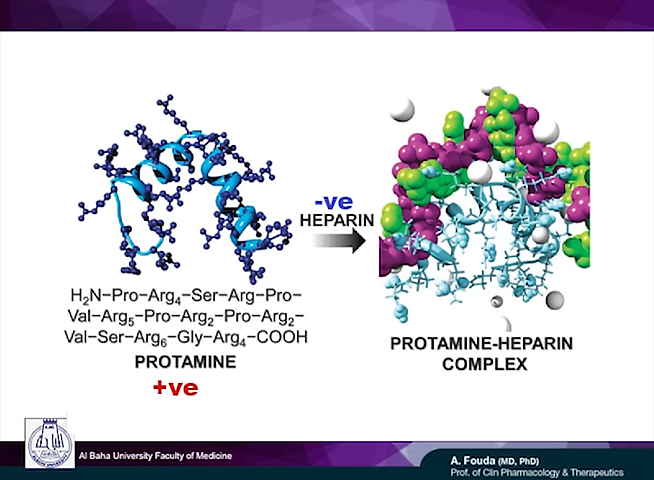 -ve
HEPARIN
H₂N–Pro–Arg₄–Ser–Arg–Pro–
Val–Arg₅–Pro–Arg₂–Pro–Arg₂–
Val–Ser–Arg₆–Gly–Arg₄–COOH
PROTAMINE
+ve
PROTAMINE-HEPARIN
COMPLEX
Al Baha University Faculty of Medicine
A. Fouda (MD, PhD)
Prof. of Clin Pharmacology & Therapeutics